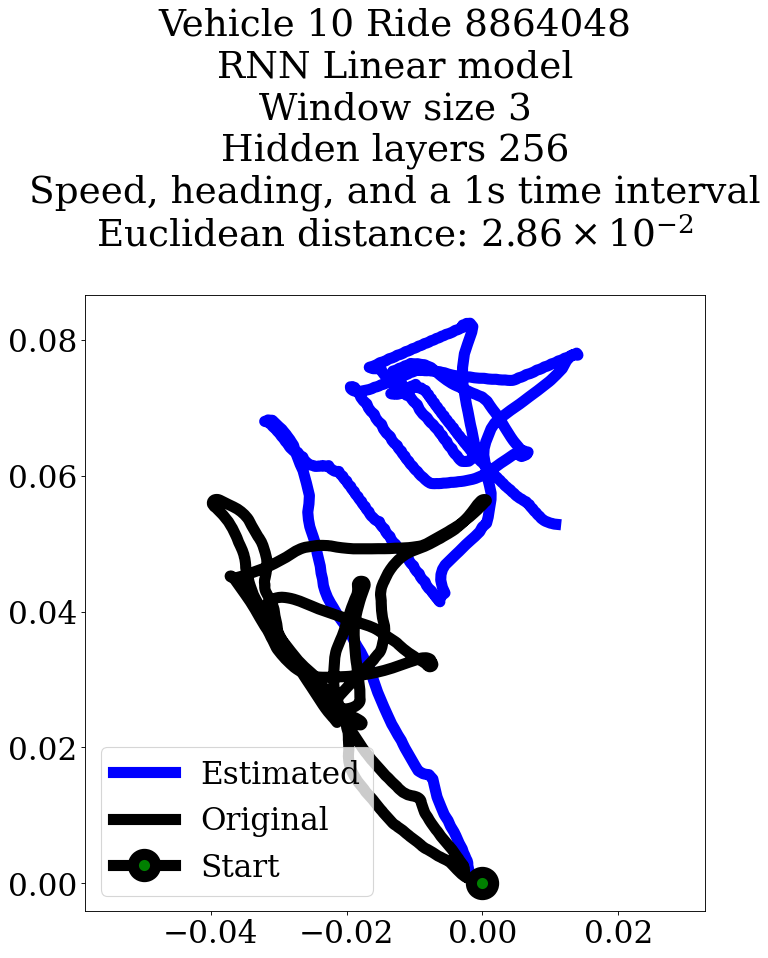 Vehicle 10 Ride 8864048
RNN Linear model
Window size 3
Hidden layers 256
Speed, heading, and a 1s time interval
Euclidean distance: 2.86 × 10⁻²
0.08
0.06
0.04
0.02
0.00
Estimated
Original
Start
−0.04 −0.02 0.00 0.02